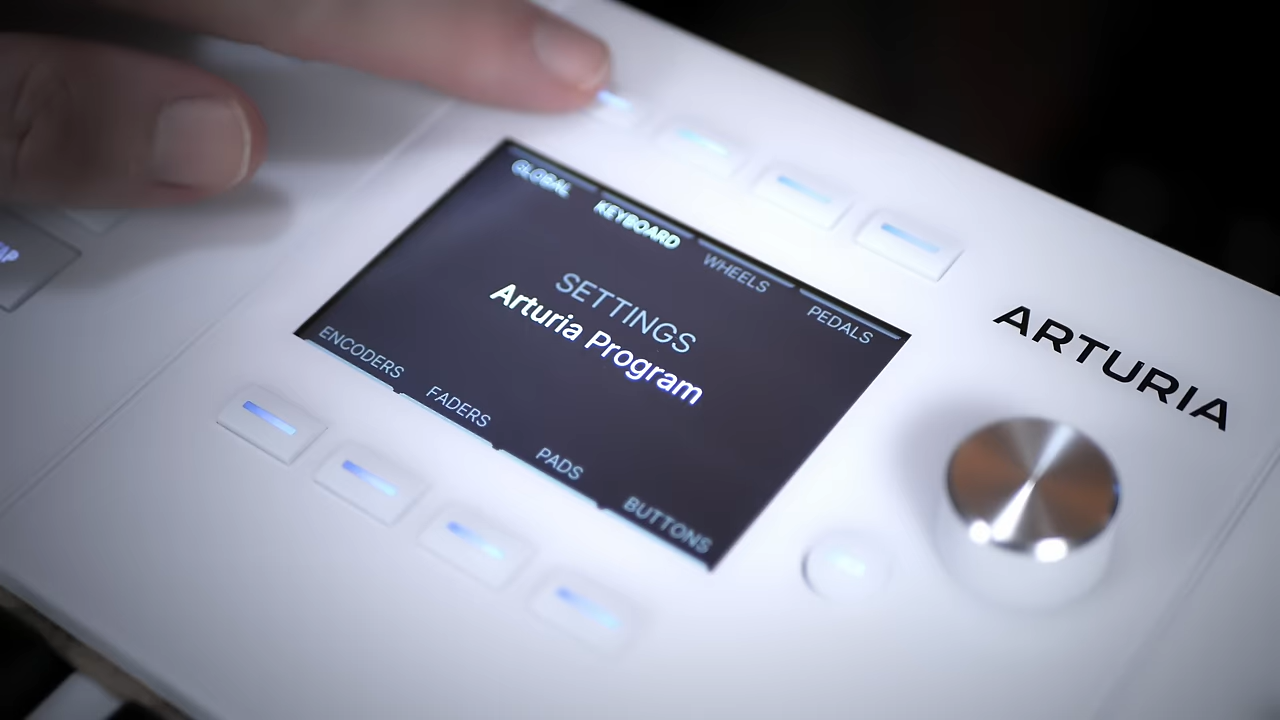 GLOBAL
KEYBOARD
WHEELS
PEDALS
SETTINGS
Arturia Program
ENCODERS
FADERS
PADS
BUTTONS
ARTURIA